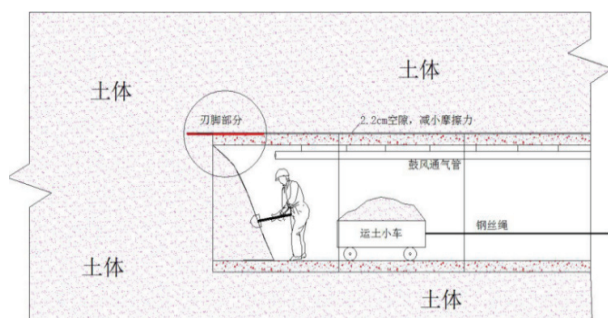 土体
土体
刃脚部分
2.2cm空隙，减小摩擦力
鼓风通气管
运土小车
钢丝绳
土体
土体